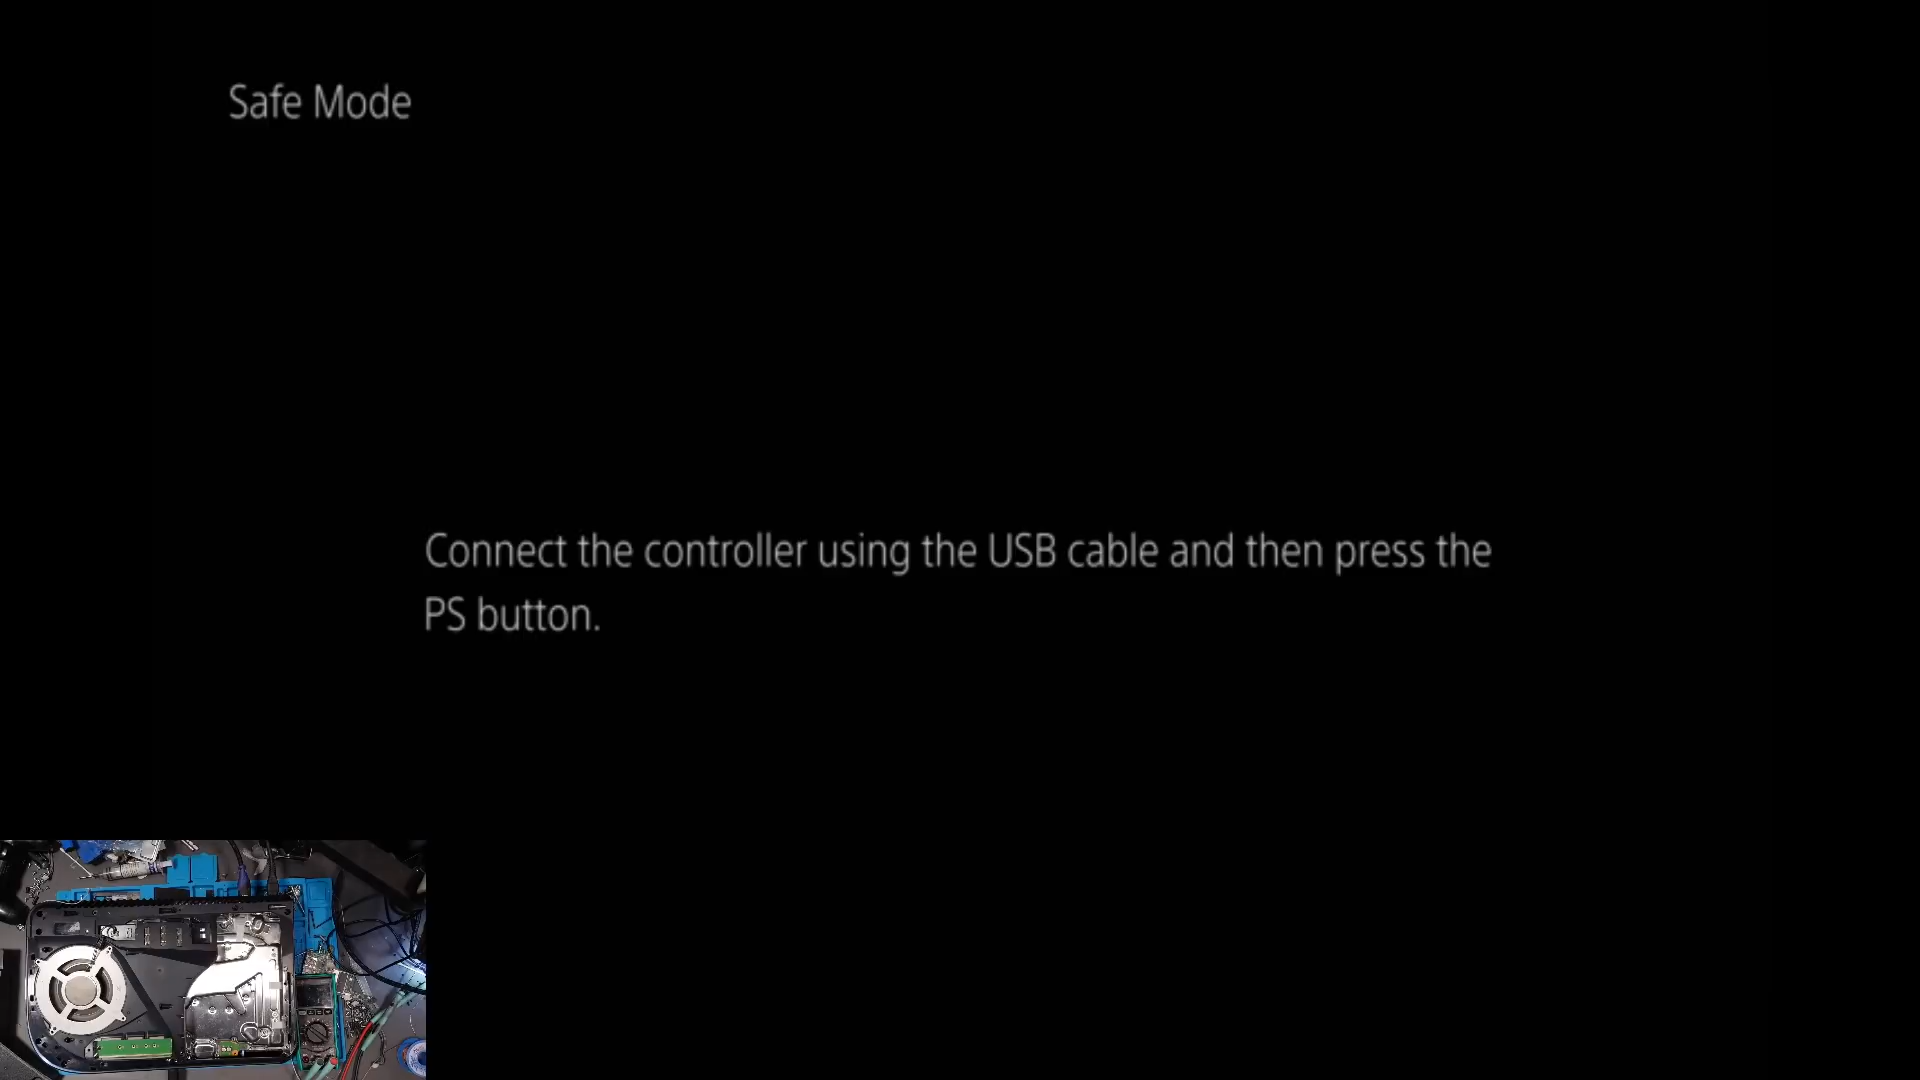 Safe Mode
Connect the controller using the USB cable and then press the
PS button.